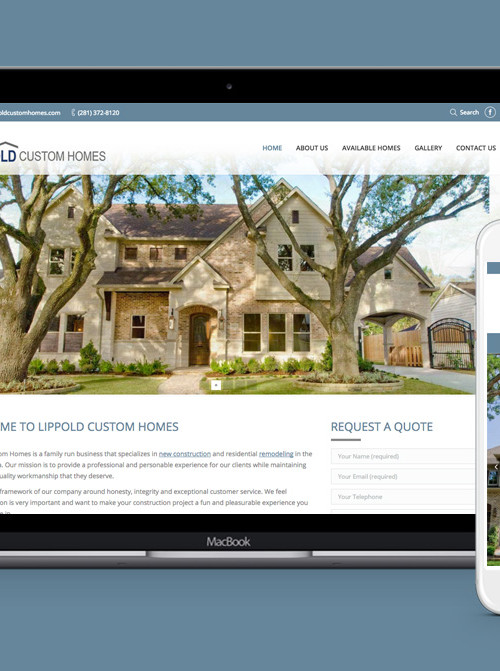 oldcustomhomes.com (281) 372-8120 Search f
LD CUSTOM HOMES HOME ABOUT US AVAILABLE HOMES GALLERY CONTACT US
ME TO LIPPOLD CUSTOM HOMES
om Homes is a family run business that specializes in new construction and residential remodeling in the
a. Our mission is to provide a professional and personable experience for our clients while maintaining
uality workmanship that they deserve.
framework of our company around honesty, integrity and exceptional customer service. We feel
on is very important and want to make your construction project a fun and pleasurable experience you
e in.
REQUEST A QUOTE
Your Name (required)
Your Email (required)
Your Telephone
MacBook